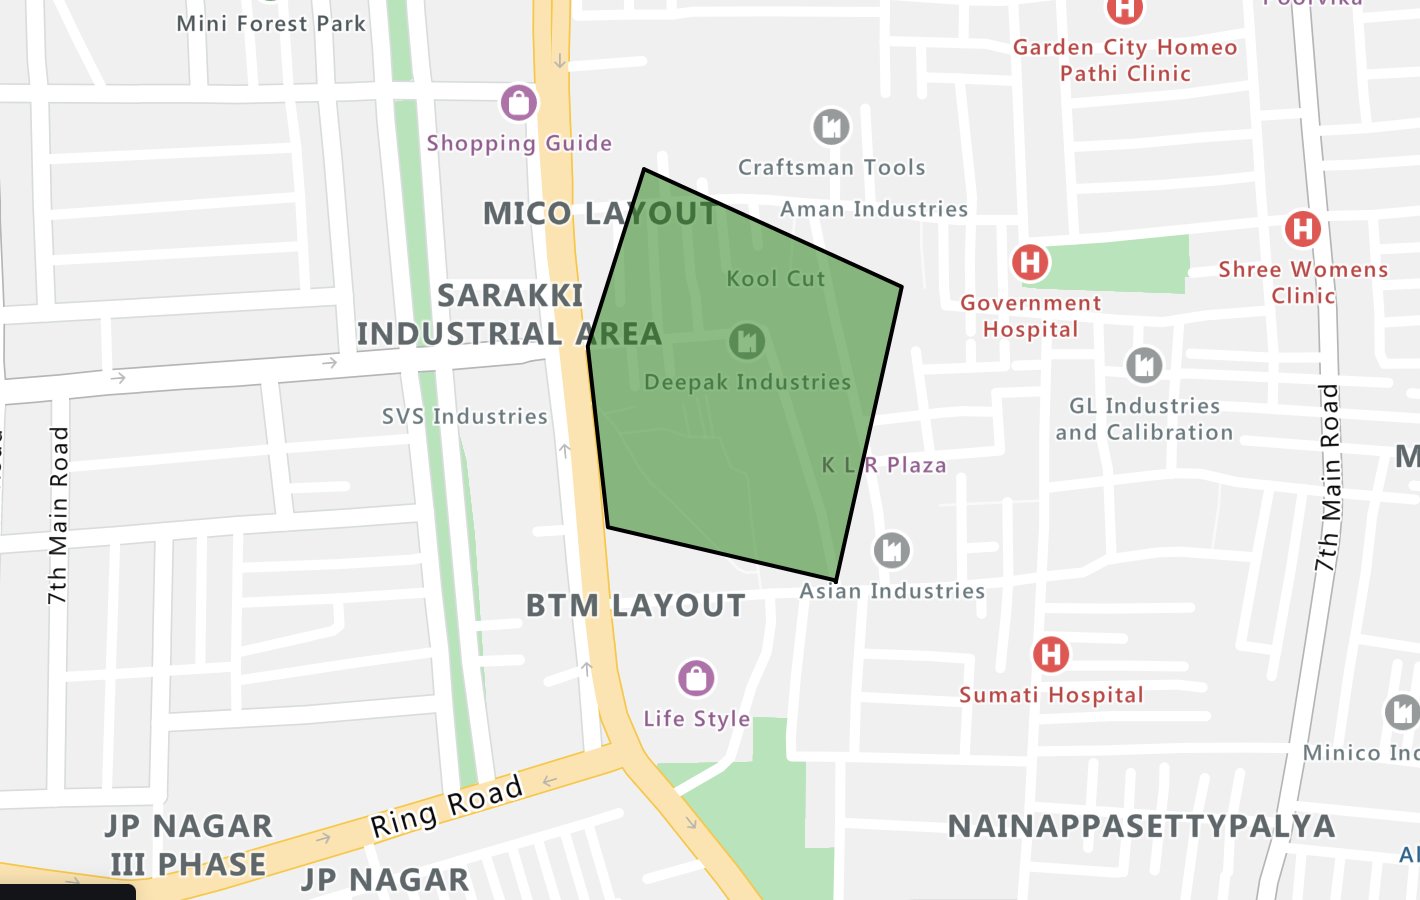 Mini Forest Park
Garden City Homeo
Pathi Clinic
Shopping Guide
Craftsman Tools
MICO LAYOUT
Aman Industries
Kool Cut
Shree Womens
Clinic
SARAKKI
INDUSTRIAL AREA
Government
Hospital
Deepak Industries
SVS Industries
GL Industries
and Calibration
K L R Plaza
7th Main Road
7th Main Road
Asian Industries
BTM LAYOUT
Sumati Hospital
Life Style
Ring Road
JP NAGAR
III PHASE
NAINAPPASETTYPALYA
JP NAGAR